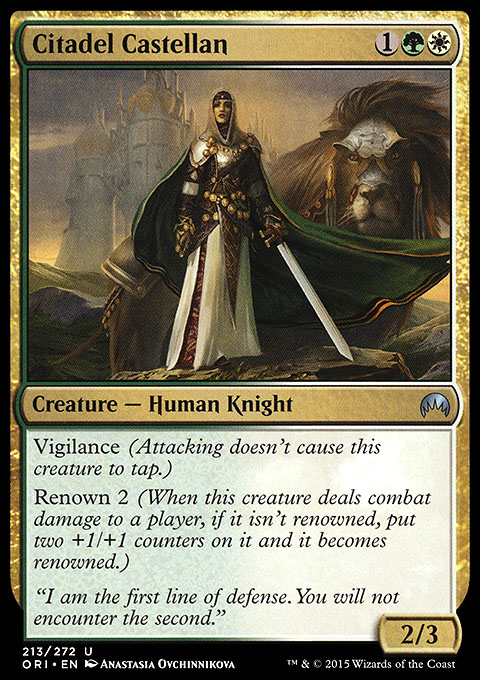 Citadel Castellan
1
Creature — Human Knight
Vigilance (Attacking doesn't cause this
creature to tap.)
Renown 2 (When this creature deals combat
damage to a player, if it isn't renowned, put
two +1/+1 counters on it and it becomes
renowned.)
"I am the first line of defense. You will not
encounter the second."
2/3
213/272 U
ORI • EN Anastasia Ovchinnikova
™ & © 2015 Wizards of the Coast